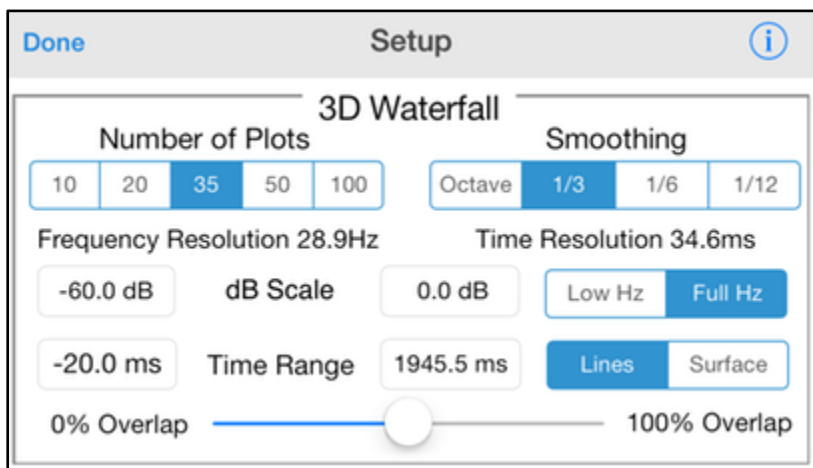 Done Setup i
3D Waterfall
Number of Plots Smoothing
10 20 35 50 100 Octave 1/3 1/6 1/12
Frequency Resolution 28.9Hz Time Resolution 34.6ms
-60.0 dB dB Scale 0.0 dB Low Hz Full Hz
-20.0 ms Time Range 1945.5 ms Lines Surface
0% Overlap 100% Overlap